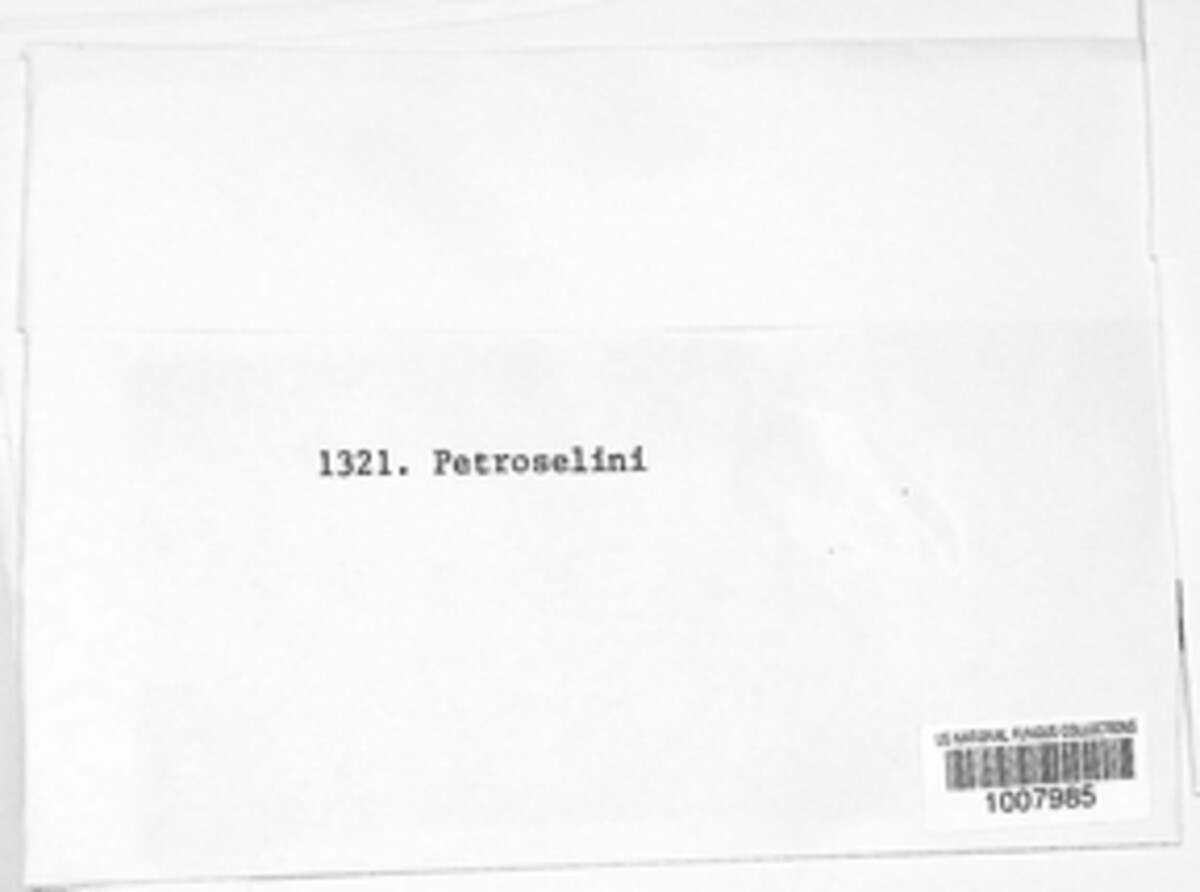 1321. Petroselini
US NATIONAL FUNGUS COLLECTIONS
1007985